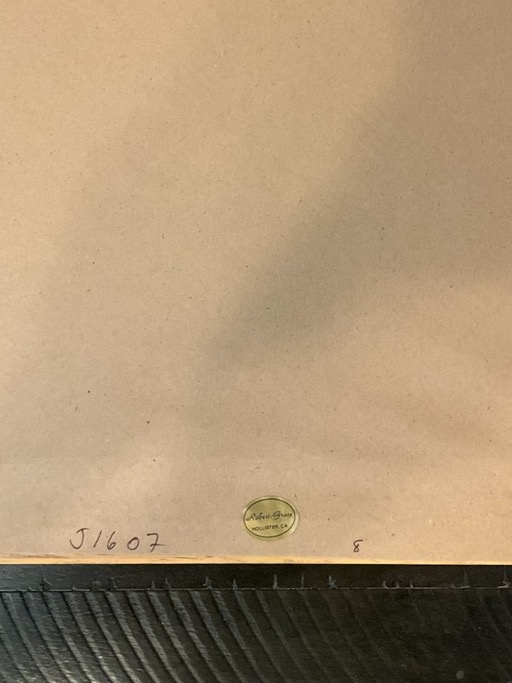 Robert Grace
HOLLISTER, CA
J1607
8